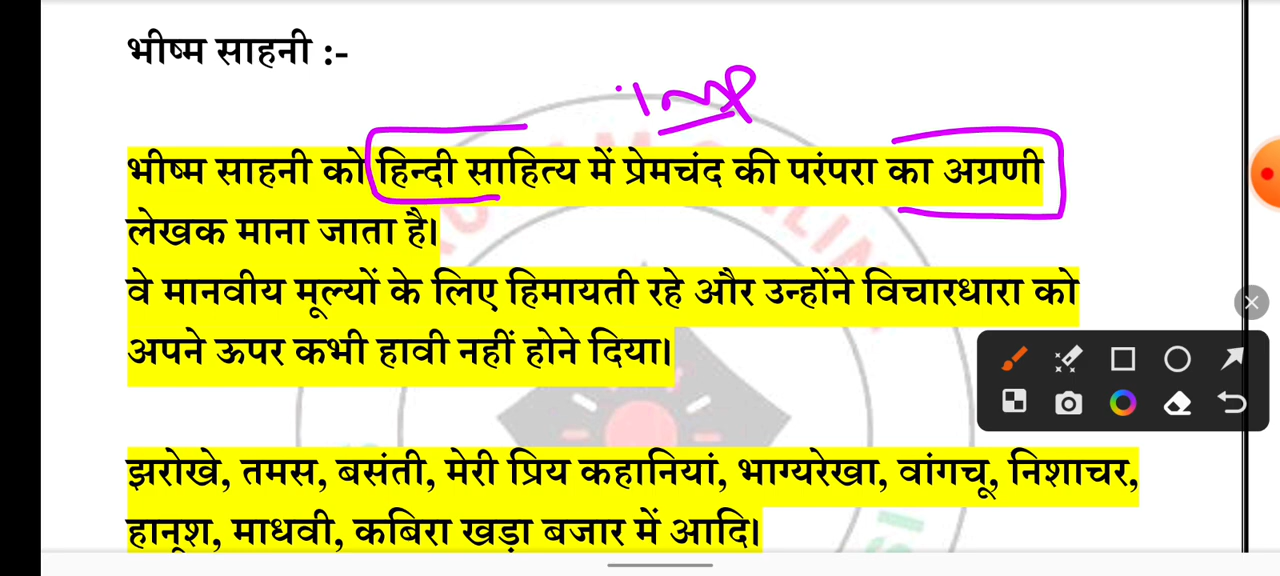 भीष्म साहनी :-
imp
भीष्म साहनी को हिन्दी साहित्य में प्रेमचंद की परंपरा का अग्रणी
लेखक माना जाता है।
वे मानवीय मूल्यों के लिए हिमायती रहे और उन्होंने विचारधारा को
अपने ऊपर कभी हावी नहीं होने दिया।
झरोखे, तमस, बसंती, मेरी प्रिय कहानियां, भाग्यरेखा, वांगचू, निशाचर,
हानूश, माधवी, कबिरा खड़ा बजार में आदि।